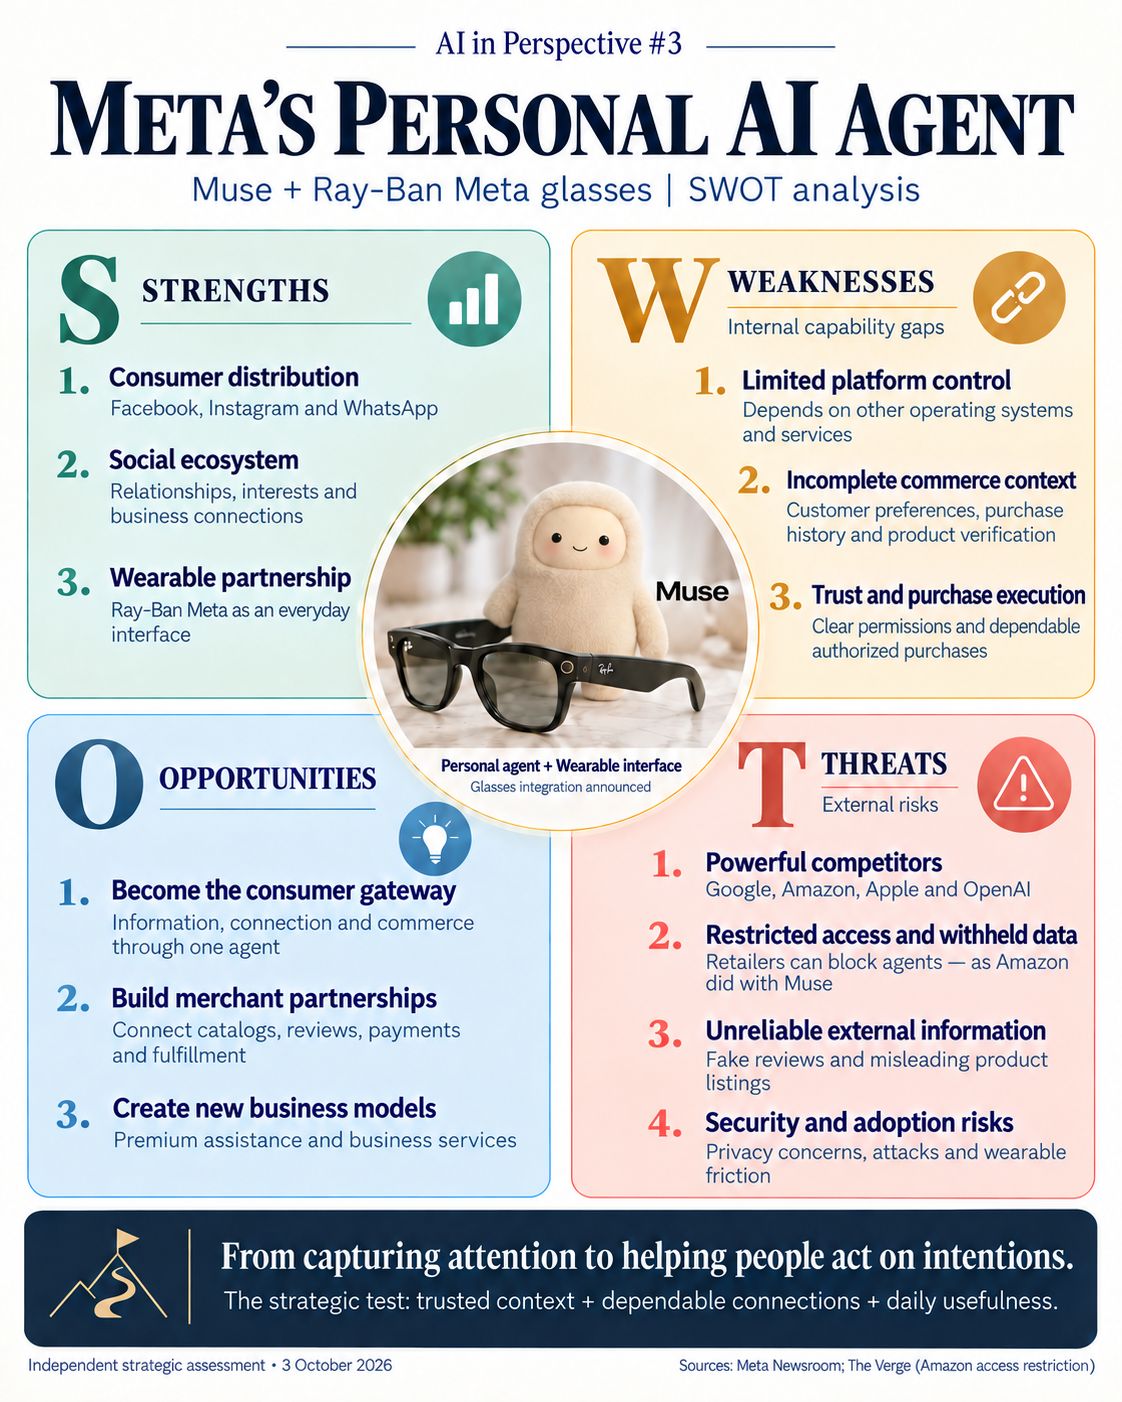 AI in Perspective #3
META'S PERSONAL AI AGENT
Muse + Ray-Ban Meta glasses | SWOT analysis
S
STRENGTHS
1. Consumer distribution
Facebook, Instagram and WhatsApp
2. Social ecosystem
Relationships, interests and
business connections
3. Wearable partnership
Ray-Ban Meta as an everyday
interface
W
WEAKNESSES
Internal capability gaps
1. Limited platform control
Depends on other operating systems
and services
2. Incomplete commerce context
Customer preferences, purchase
history and product verification
3. Trust and purchase execution
Clear permissions and dependable
authorized purchases
Muse
Ray-Ban
Personal agent + Wearable interface
Glasses integration announced
O
OPPORTUNITIES
1. Become the consumer gateway
Information, connection and commerce
through one agent
2. Build merchant partnerships
Connect catalogs, reviews, payments
and fulfillment
3. Create new business models
Premium assistance and business services
T
THREATS
External risks
1. Powerful competitors
Google, Amazon, Apple and OpenAI
2. Restricted access and withheld data
Retailers can block agents — as Amazon
did with Muse
3. Unreliable external information
Fake reviews and misleading product
listings
4. Security and adoption risks
Privacy concerns, attacks and wearable
friction
From capturing attention to helping people act on intentions.
The strategic test: trusted context + dependable connections + daily usefulness.
Independent strategic assessment • 3 October 2026
Sources: Meta Newsroom; The Verge (Amazon access restriction)